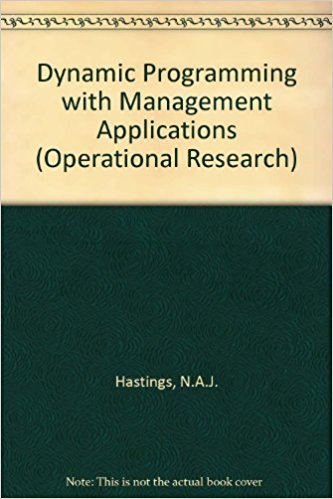 Dynamic Programming
with Management
Applications
(Operational Research)
Hastings, N.A.J.
Note: This is not the actual book cover